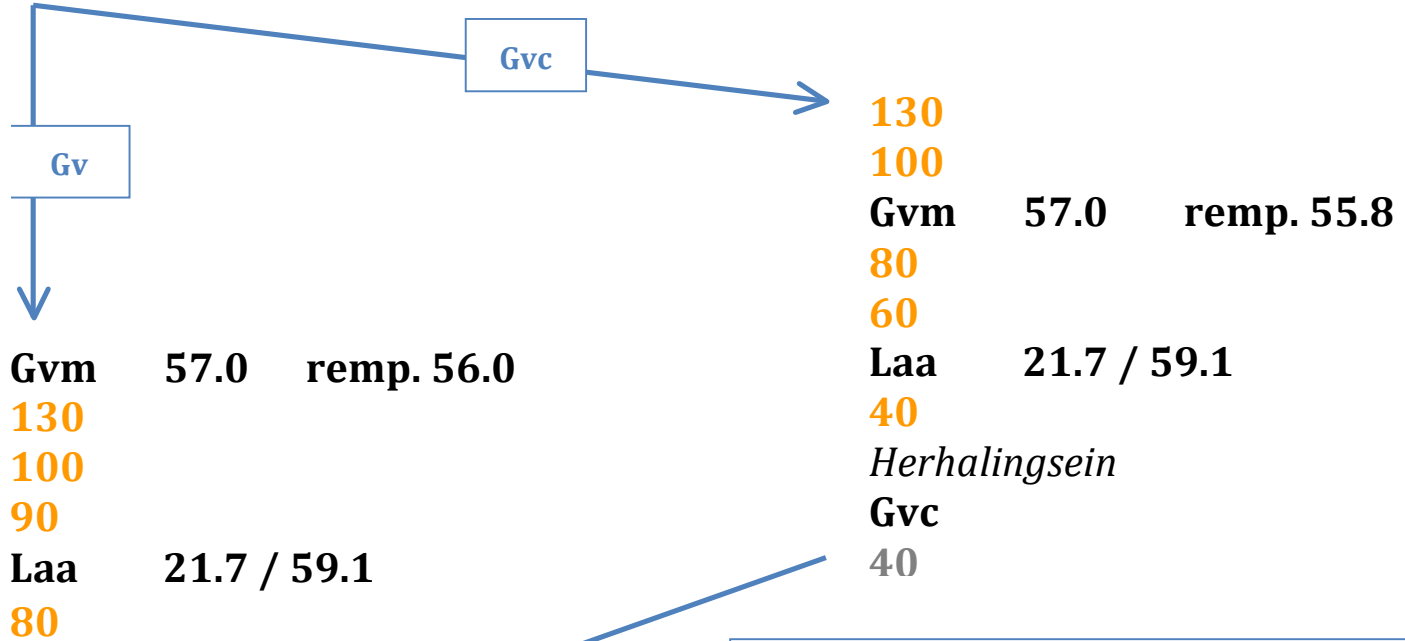 Gvc
Gv
130
100
Gvm 57.0 remp. 55.8
80
60
Laa 21.7 / 59.1
40
Herhalingsein
Gvc
40
Gvm 57.0 remp. 56.0
130
100
90
Laa 21.7 / 59.1
80